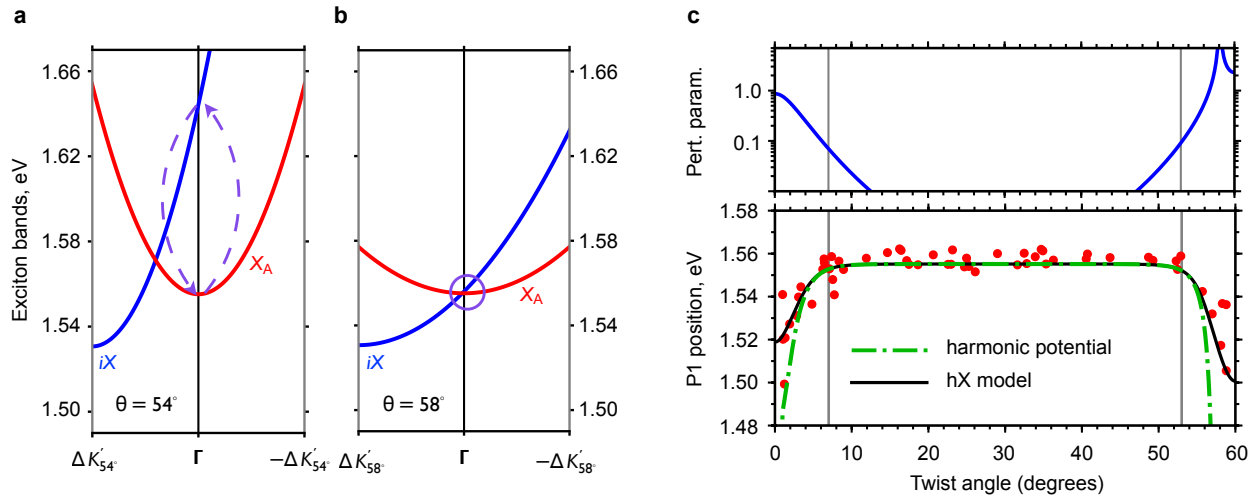 a
b
c
Exciton bands, eV
1.66
1.62
1.58
1.54
1.50
X_A
iX
θ = 54°
ΔK′_54°
Γ
−ΔK′_54°
1.66
1.62
1.58
1.54
1.50
X_A
iX
θ = 58°
ΔK′_58°
Γ
−ΔK′_58°
Pert. param.
1.0
0.1
P1 position, eV
1.58
1.56
1.54
1.52
1.50
1.48
harmonic potential
hX model
0 10 20 30 40 50 60
Twist angle (degrees)